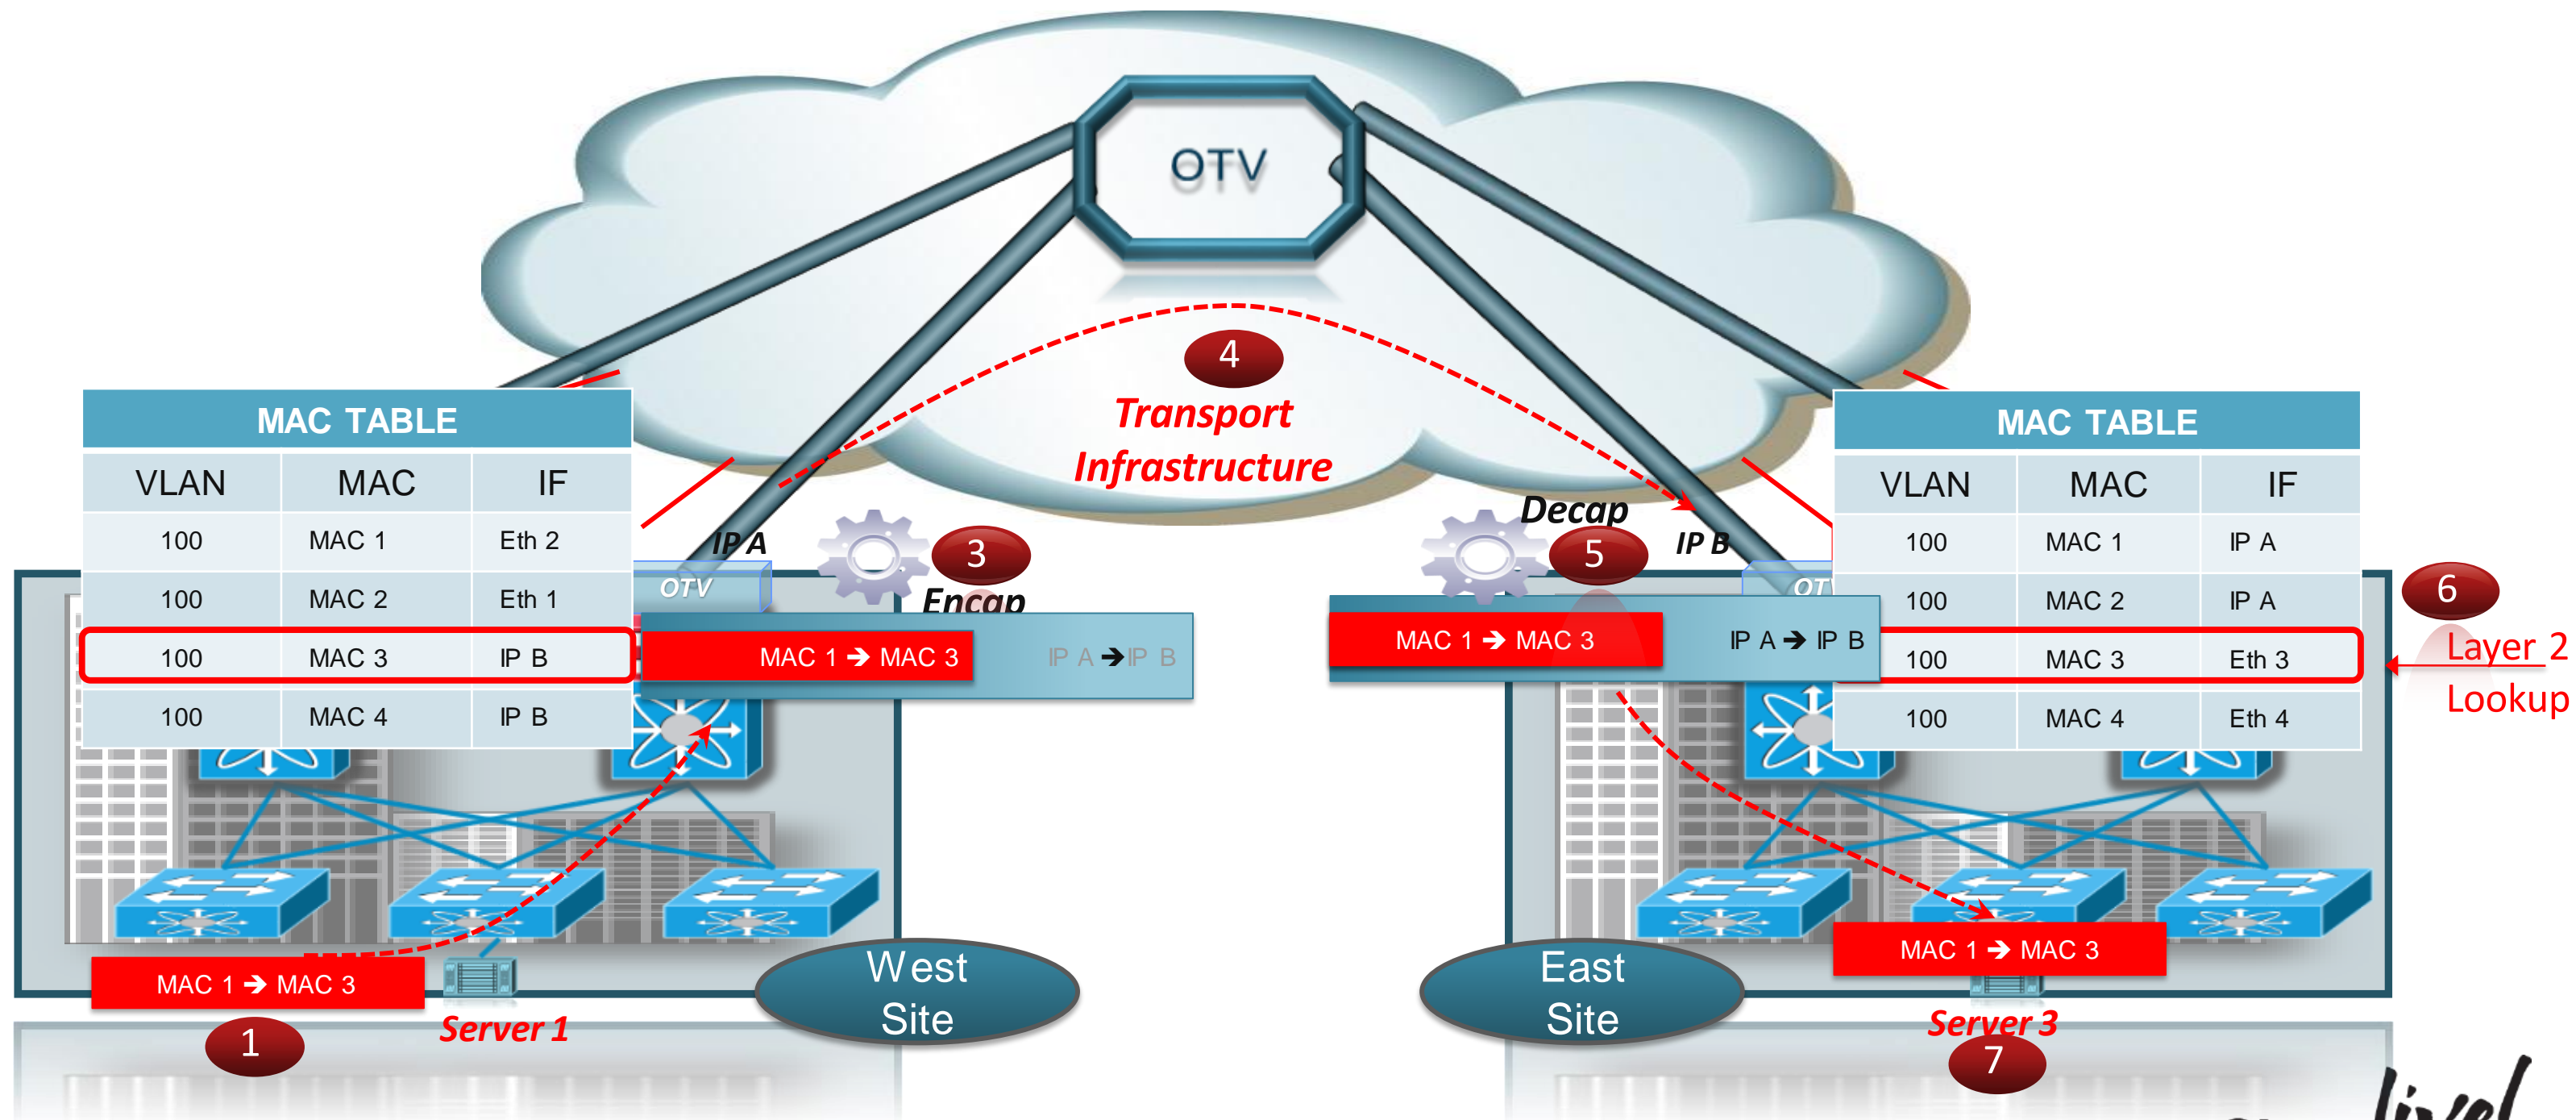 OTV
4
Transport
Infrastructure
MAC TABLE
VLAN MAC IF
100 MAC 1 Eth 2
100 MAC 2 Eth 1
100 MAC 3 IP B
100 MAC 4 IP B
IP A
OTV
3
Encap
MAC 1 ➔ MAC 3 IP A ➔ IP B
Decap
5
IP B
MAC 1 ➔ MAC 3 IP A ➔ IP B
MAC TABLE
VLAN MAC IF
100 MAC 1 IP A
100 MAC 2 IP A
100 MAC 3 Eth 3
100 MAC 4 Eth 4
6
Layer 2
Lookup
MAC 1 ➔ MAC 3
1
Server 1
West
Site
East
Site
MAC 1 ➔ MAC 3
Server 3
7